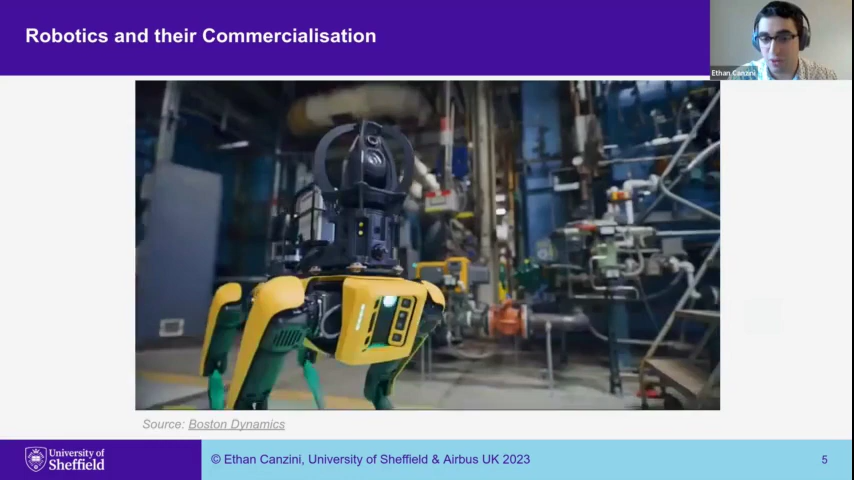 Robotics and their Commercialisation
Ethan Canzini
Source: Boston Dynamics
University of
Sheffield
© Ethan Canzini, University of Sheffield & Airbus UK 2023
5